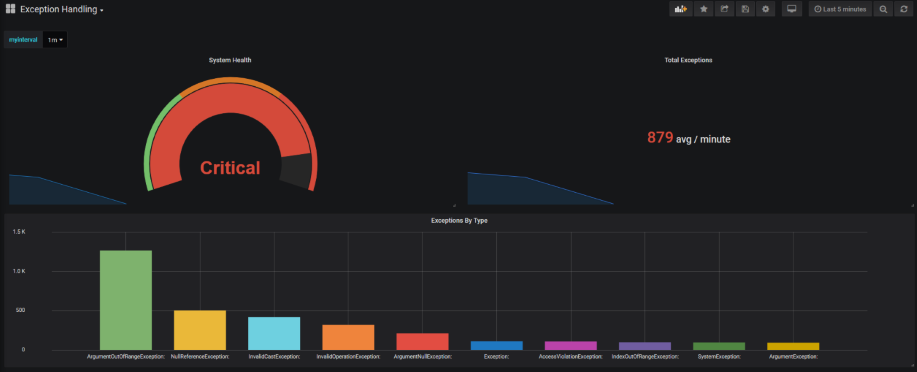 Exception Handling
Last 5 minutes
myInterval 1m
System Health
Critical
Total Exceptions
879 avg / minute
Exceptions By Type
1.5 K
1.0 K
500
0
ArgumentOutOfRangeException: NullReferenceException: InvalidCastException: InvalidOperationException: ArgumentNullException: Exception: AccessViolationException: IndexOutOfRangeException: SystemException: ArgumentException: